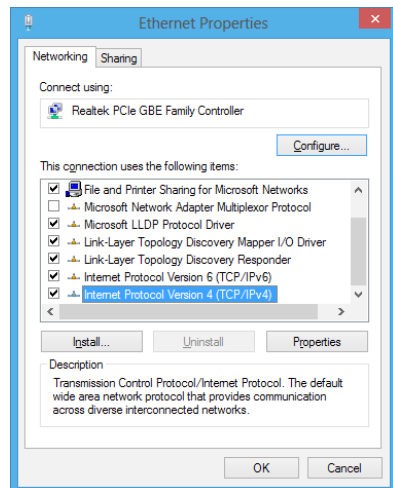 Ethernet Properties
Networking
Sharing
Connect using:
Realtek PCIe GBE Family Controller
Configure...
This connection uses the following items:
File and Printer Sharing for Microsoft Networks
Microsoft Network Adapter Multiplexor Protocol
Microsoft LLDP Protocol Driver
Link-Layer Topology Discovery Mapper I/O Driver
Link-Layer Topology Discovery Responder
Internet Protocol Version 6 (TCP/IPv6)
Internet Protocol Version 4 (TCP/IPv4)
Install...
Uninstall
Properties
Description
Transmission Control Protocol/Internet Protocol. The default
wide area network protocol that provides communication
across diverse interconnected networks.
OK
Cancel